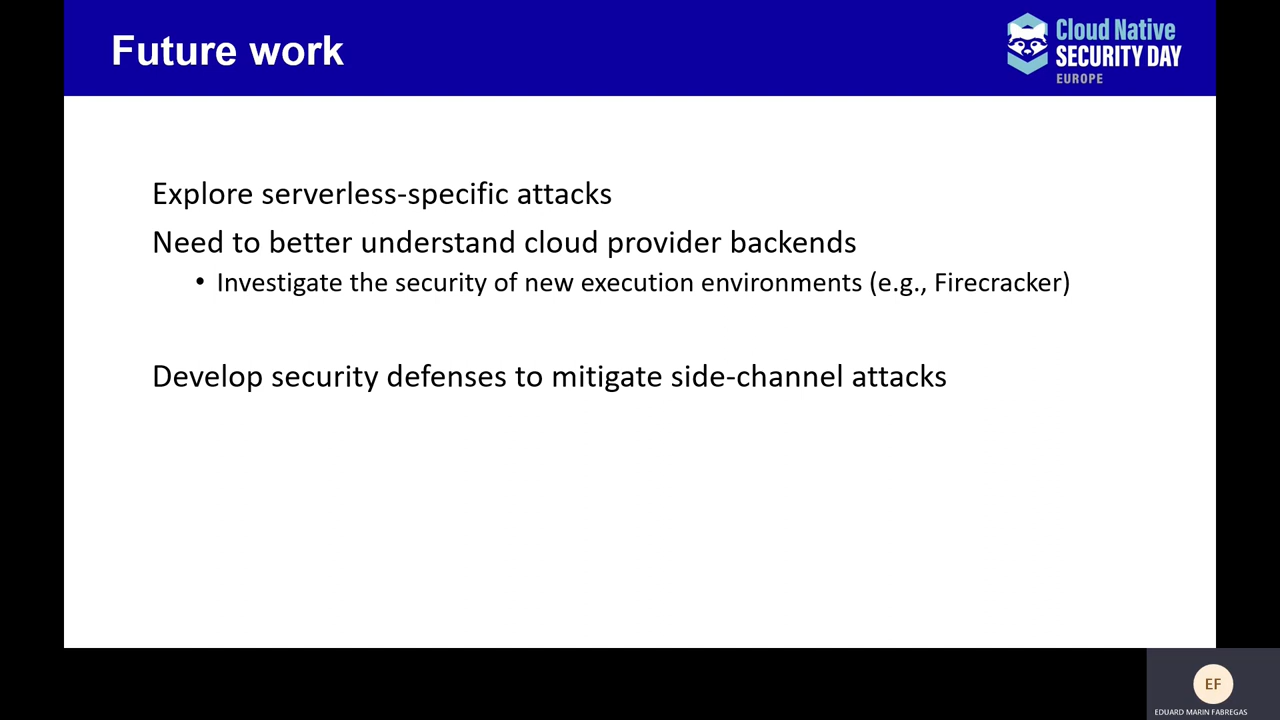 Future work
Cloud Native
SECURITY DAY
EUROPE
Explore serverless-specific attacks
Need to better understand cloud provider backends
• Investigate the security of new execution environments (e.g., Firecracker)
Develop security defenses to mitigate side-channel attacks
EF
EDUARD MARIN FABREGAS